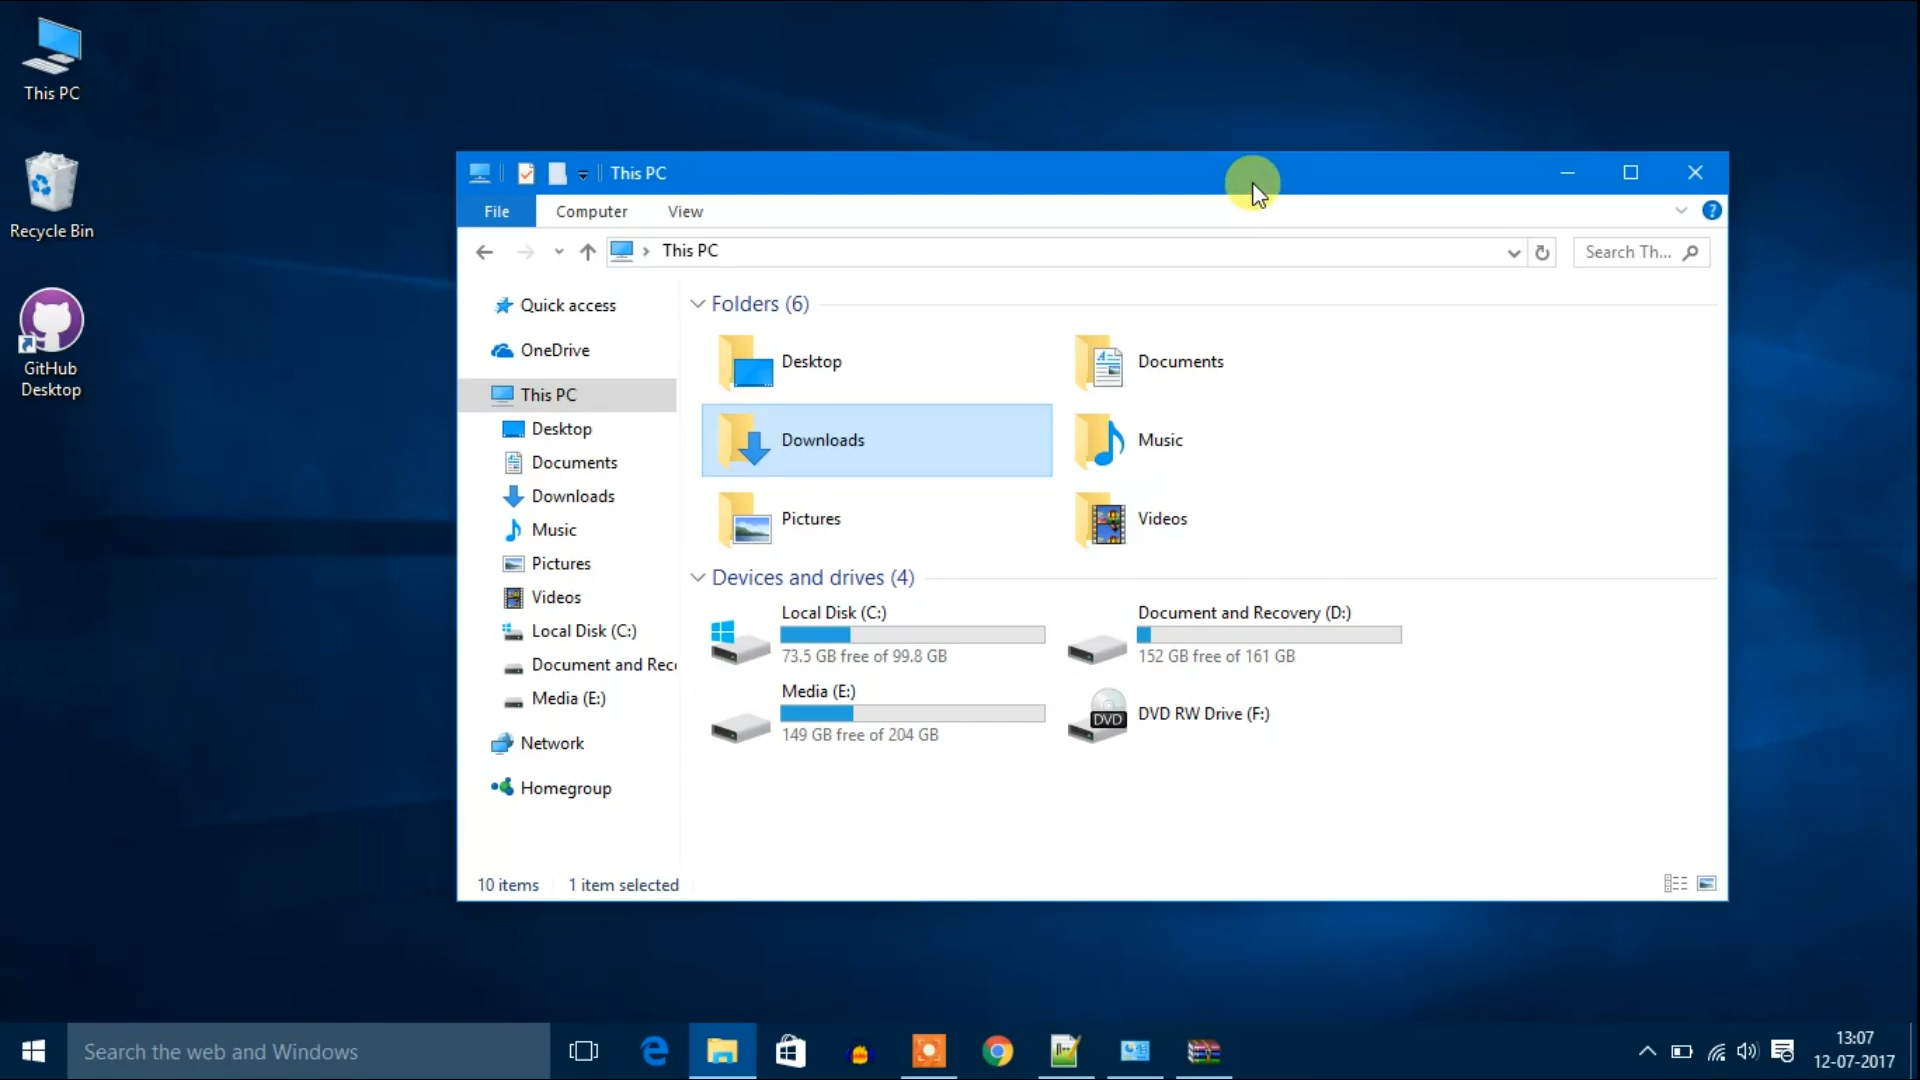 This PC
Recycle Bin
GitHub
Desktop
This PC
File
Computer
View
?
This PC
Search Th...
Quick access
OneDrive
This PC
Desktop
Documents
Downloads
Music
Pictures
Videos
Local Disk (C:)
Document and Rec
Media (E:)
Network
Homegroup
Folders (6)
Desktop
Documents
Downloads
Music
Pictures
Videos
Devices and drives (4)
Local Disk (C:)
73.5 GB free of 99.8 GB
Document and Recovery (D:)
152 GB free of 161 GB
Media (E:)
149 GB free of 204 GB
DVD
DVD RW Drive (F:)
10 items
1 item selected
Search the web and Windows
13:07
12-07-2017